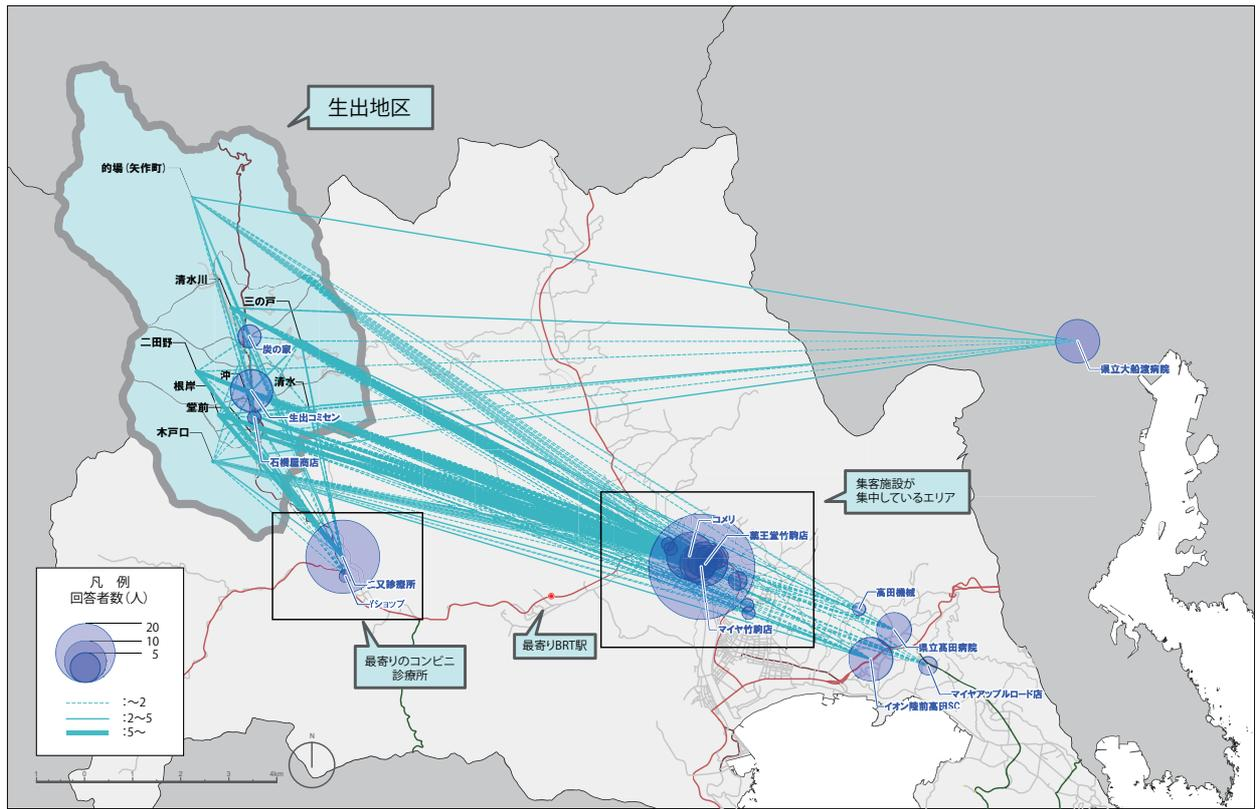 生出地区
的場（矢作町）
清水川
三の戸
二田野
炭の家
沖
根岸
清水
堂前
生出コミセン
木戸口
石橋屋商店
県立大船渡病院
集客施設が
集中しているエリア
コメリ
薬王堂竹駒店
二又診療所
Yショップ
マイヤ竹駒店
高田機械
県立高田病院
マイヤアップルロード店
イオン陸前高田SC
最寄りBRT駅
最寄りのコンビニ
診療所
凡 例
回答者数（人）
20
10
5
：〜2
：2〜5
：5〜
N
1 0 1 2 3 4km